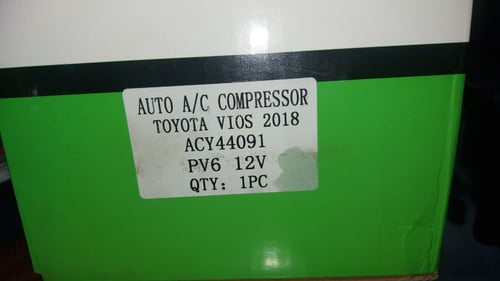 AUTO A/C COMPRESSOR
TOYOTA VIOS 2018
ACY44091
PV6 12V
QTY: 1PC